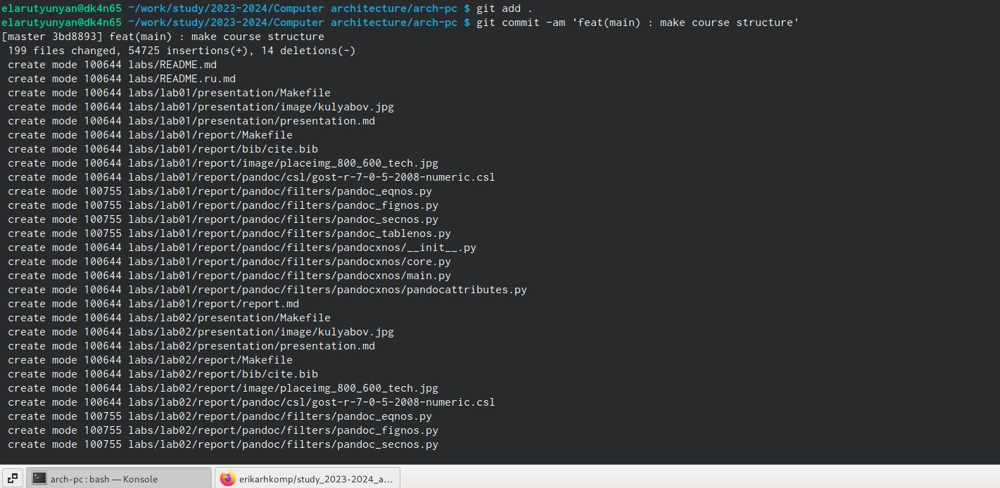 elarutyunyan@dk4n65 ~/work/study/2023-2024/Computer architecture/arch-pc $ git add .
elarutyunyan@dk4n65 ~/work/study/2023-2024/Computer architecture/arch-pc $ git commit -am 'feat(main) : make course structure'
[master 3bd8893] feat(main) : make course structure
 199 files changed, 54725 insertions(+), 14 deletions(-)
 create mode 100644 labs/README.md
 create mode 100644 labs/README.ru.md
 create mode 100644 labs/lab01/presentation/Makefile
 create mode 100644 labs/lab01/presentation/image/kulyabov.jpg
 create mode 100644 labs/lab01/presentation/presentation.md
 create mode 100644 labs/lab01/report/Makefile
 create mode 100644 labs/lab01/report/bib/cite.bib
 create mode 100644 labs/lab01/report/image/placeimg_800_600_tech.jpg
 create mode 100644 labs/lab01/report/pandoc/csl/gost-r-7-0-5-2008-numeric.csl
 create mode 100755 labs/lab01/report/pandoc/filters/pandoc_eqnos.py
 create mode 100755 labs/lab01/report/pandoc/filters/pandoc_fignos.py
 create mode 100755 labs/lab01/report/pandoc/filters/pandoc_secnos.py
 create mode 100755 labs/lab01/report/pandoc/filters/pandoc_tablenos.py
 create mode 100644 labs/lab01/report/pandoc/filters/pandocxnos/__init__.py
 create mode 100644 labs/lab01/report/pandoc/filters/pandocxnos/core.py
 create mode 100644 labs/lab01/report/pandoc/filters/pandocxnos/main.py
 create mode 100644 labs/lab01/report/pandoc/filters/pandocxnos/pandocattributes.py
 create mode 100644 labs/lab01/report/report.md
 create mode 100644 labs/lab02/presentation/Makefile
 create mode 100644 labs/lab02/presentation/image/kulyabov.jpg
 create mode 100644 labs/lab02/presentation/presentation.md
 create mode 100644 labs/lab02/report/Makefile
 create mode 100644 labs/lab02/report/bib/cite.bib
 create mode 100644 labs/lab02/report/image/placeimg_800_600_tech.jpg
 create mode 100644 labs/lab02/report/pandoc/csl/gost-r-7-0-5-2008-numeric.csl
 create mode 100755 labs/lab02/report/pandoc/filters/pandoc_eqnos.py
 create mode 100755 labs/lab02/report/pandoc/filters/pandoc_fignos.py
 create mode 100755 labs/lab02/report/pandoc/filters/pandoc_secnos.py
arch-pc : bash — Konsole
erikarhkomp/study_2023-2024_a...